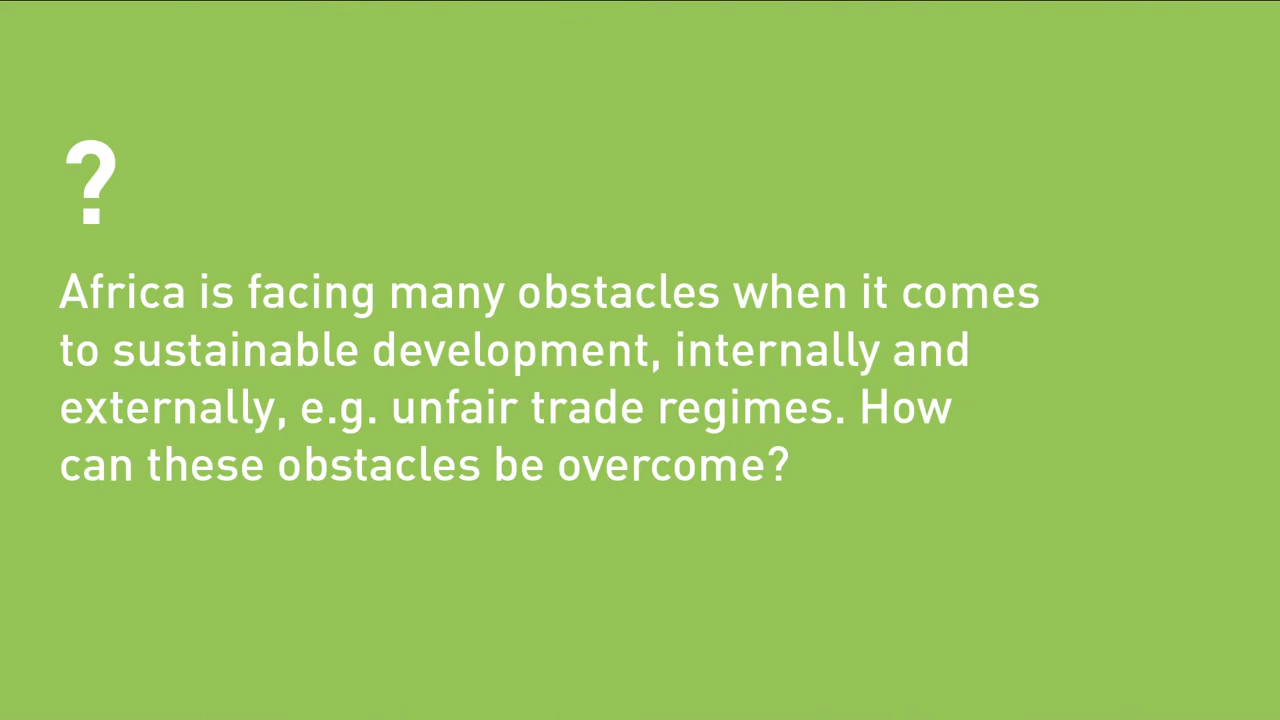 ?
Africa is facing many obstacles when it comes
to sustainable development, internally and
externally, e.g. unfair trade regimes. How
can these obstacles be overcome?